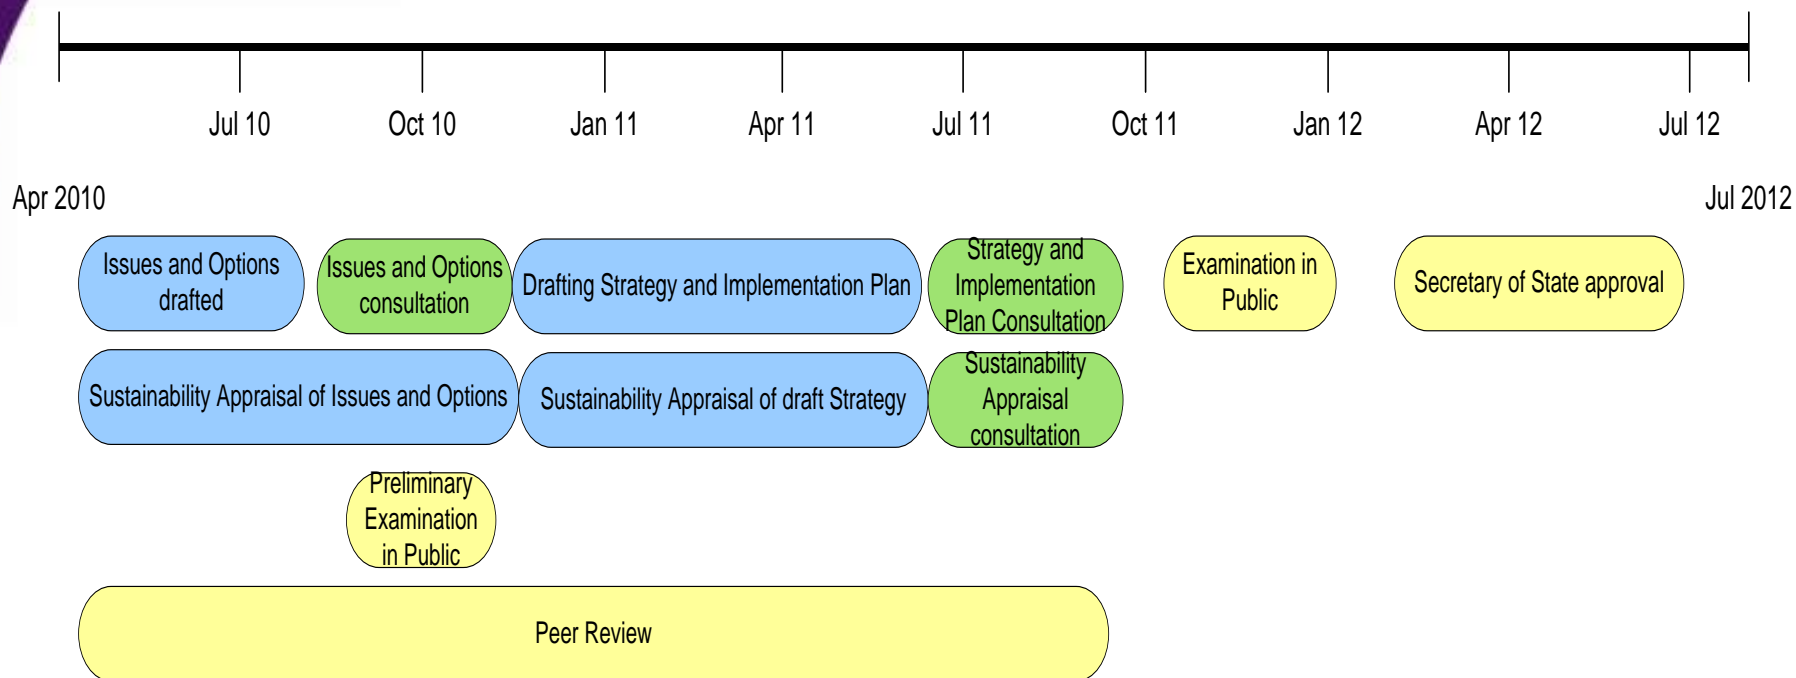 Jul 10
Oct 10
Jan 11
Apr 11
Jul 11
Oct 11
Jan 12
Apr 12
Jul 12
Apr 2010
Jul 2012
Issues and Options
drafted
Issues and Options
consultation
Drafting Strategy and Implementation Plan
Strategy and
Implementation
Plan Consultation
Examination in
Public
Secretary of State approval
Sustainability Appraisal of Issues and Options
Sustainability Appraisal of draft Strategy
Sustainability
Appraisal
consultation
Preliminary
Examination
in Public
Peer Review